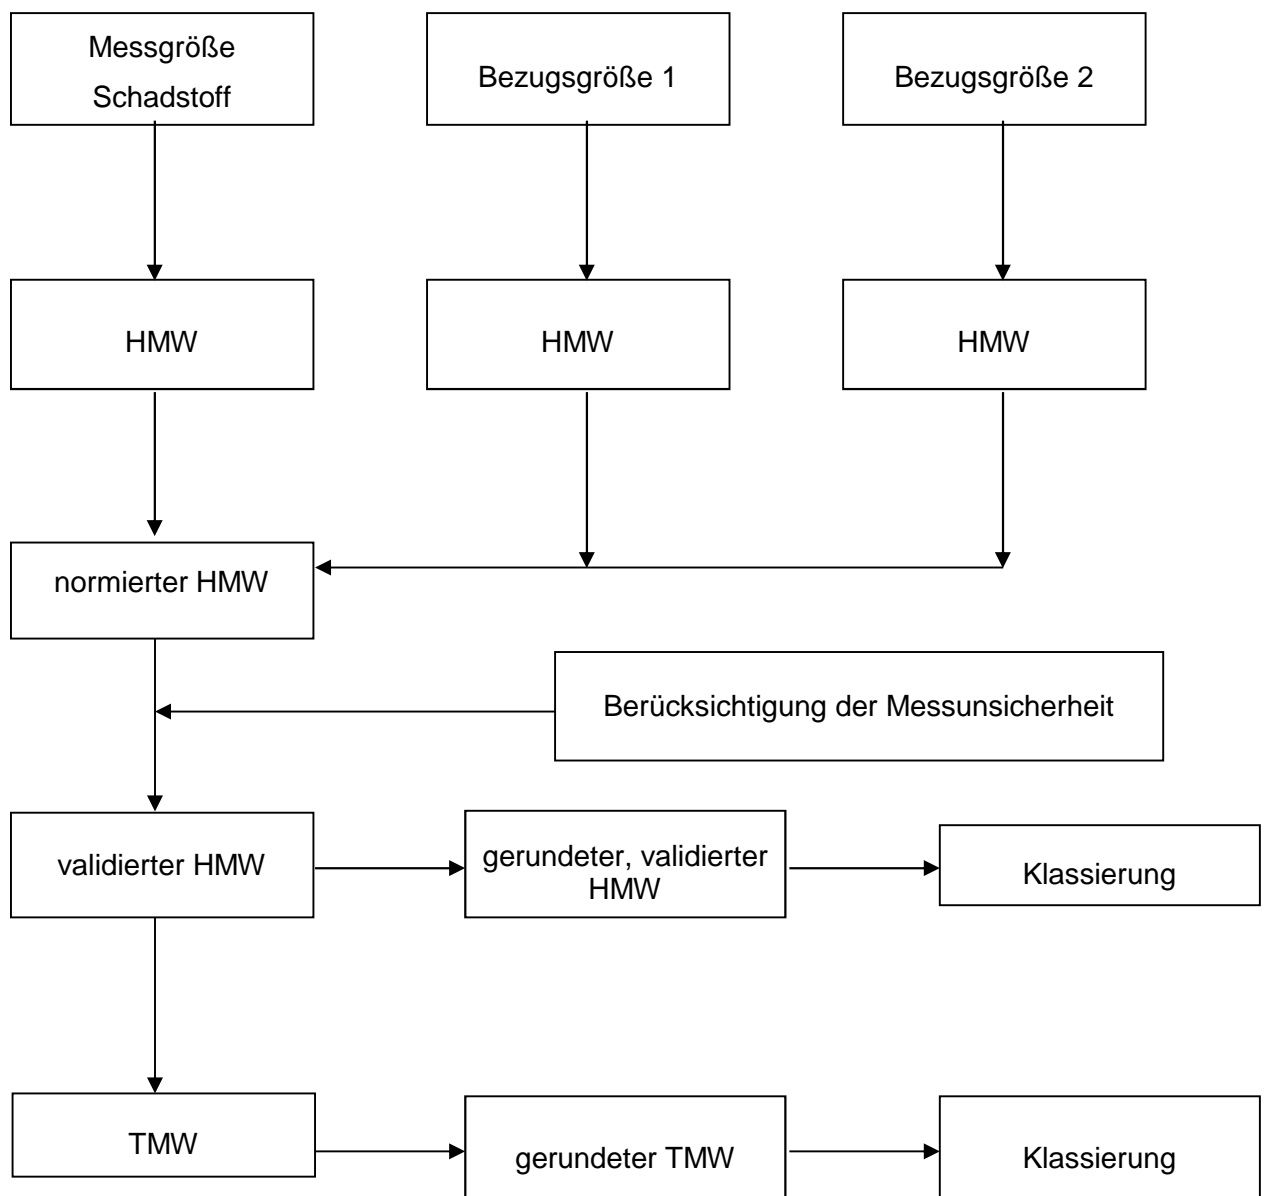 Messgröße
Schadstoff
Bezugsgröße 1
Bezugsgröße 2
HMW
HMW
HMW
normierter HMW
Berücksichtigung der Messunsicherheit
validierter HMW
gerundeter, validierter
HMW
Klassierung
TMW
gerundeter TMW
Klassierung